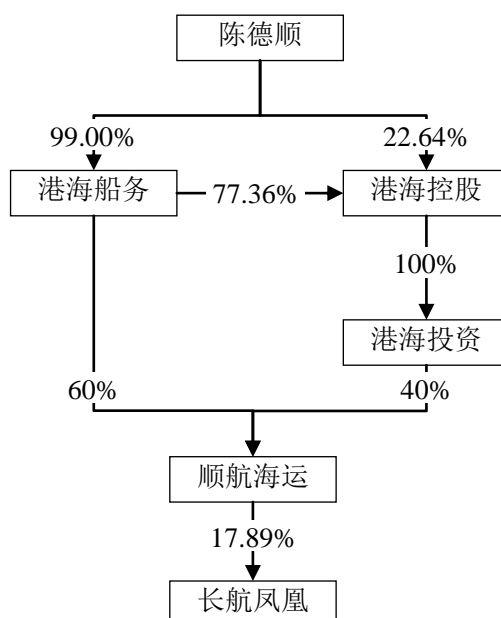 陈德顺
99.00%
22.64%
港海船务
77.36%
港海控股
100%
港海投资
60%
40%
顺航海运
17.89%
长航凤凰